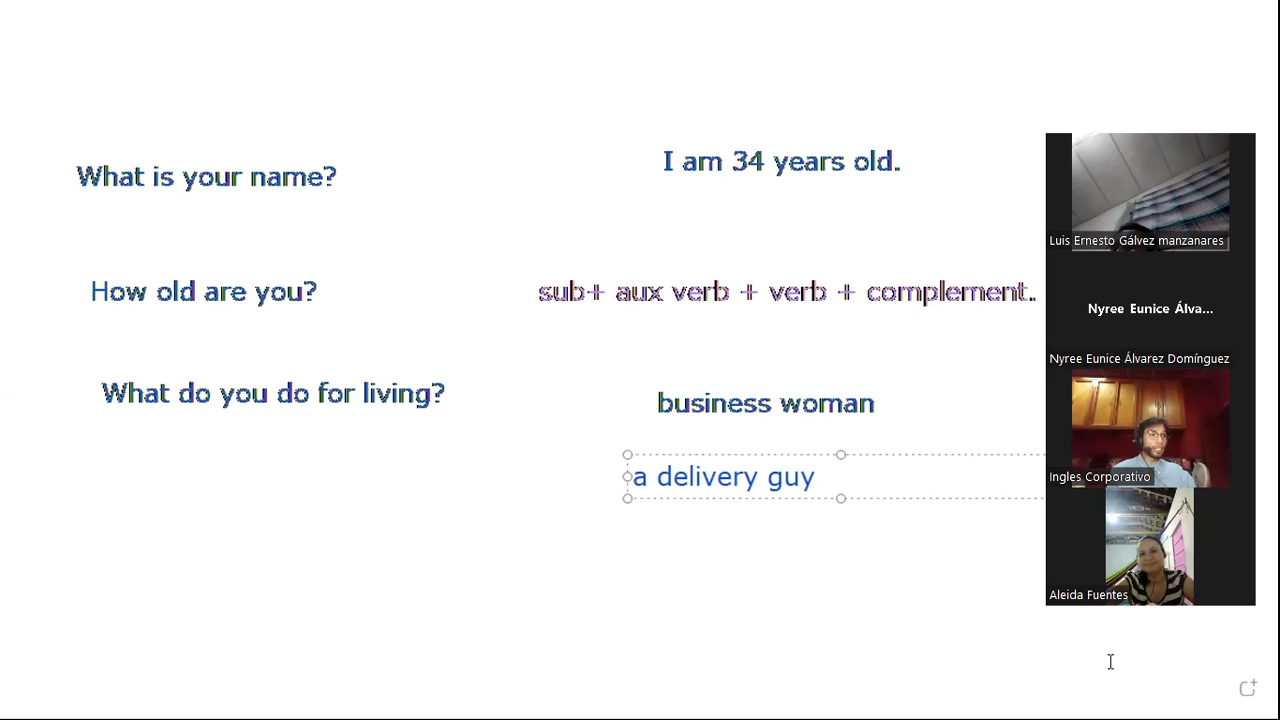 What is your name?
I am 34 years old.
How old are you?
sub+ aux verb + verb + complement.
What do you do for living?
business woman
a delivery guy
Luis Ernesto Gálvez manzanares
Nyree Eunice Álva...
Nyree Eunice Álvarez Domínguez
Ingles Corporativo
Aleida Fuentes